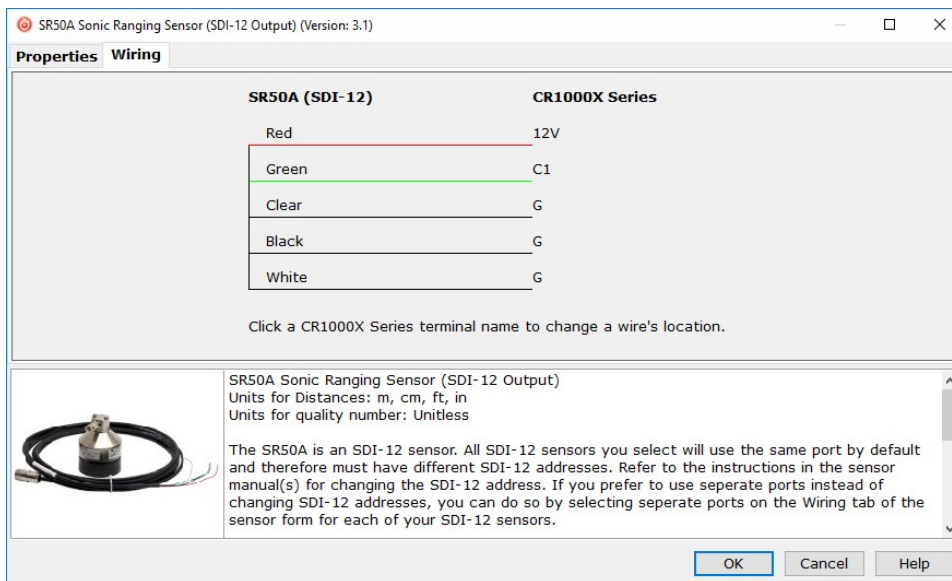 SR50A Sonic Ranging Sensor (SDI-12 Output) (Version: 3.1)
Properties Wiring
SR50A (SDI-12) CR1000X Series
Red 12V
Green C1
Clear G
Black G
White G
Click a CR1000X Series terminal name to change a wire's location.
SR50A Sonic Ranging Sensor (SDI-12 Output)
Units for Distances: m, cm, ft, in
Units for quality number: Unitless
The SR50A is an SDI-12 sensor. All SDI-12 sensors you select will use the same port by default
and therefore must have different SDI-12 addresses. Refer to the instructions in the sensor
manual(s) for changing the SDI-12 address. If you prefer to use seperate ports instead of
changing SDI-12 addresses, you can do so by selecting seperate ports on the Wiring tab of the
sensor form for each of your SDI-12 sensors.
OK Cancel Help